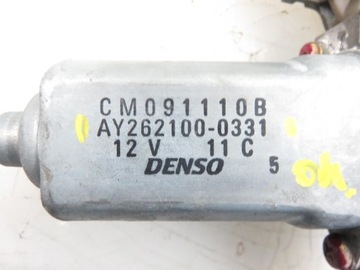 CM091110B
AY262100-0331
12 V 11 C
DENSO 5
ok